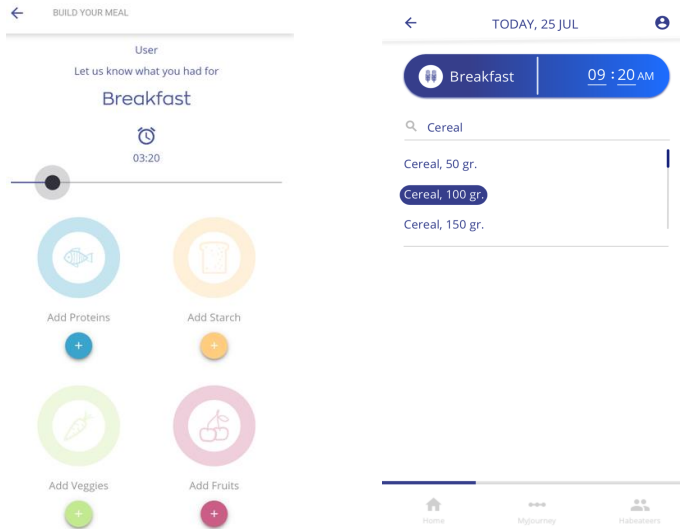 BUILD YOUR MEAL
User
Let us know what you had for
Breakfast
03:20
Add Proteins
Add Starch
+
+
Add Veggies
Add Fruits
+
+
TODAY, 25 JUL
Breakfast
09 : 20 AM
Cereal
Cereal, 50 gr.
Cereal, 100 gr.
Cereal, 150 gr.
Home
Myjourney
Habeateers